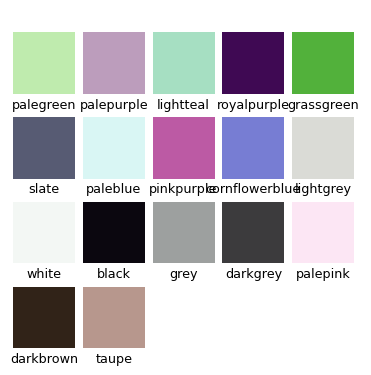 palegreen palepurple lightteal royalpurple grassgreen
slate paleblue pinkpurple cornflowerblue lightgrey
white black grey darkgrey palepink
darkbrown taupe